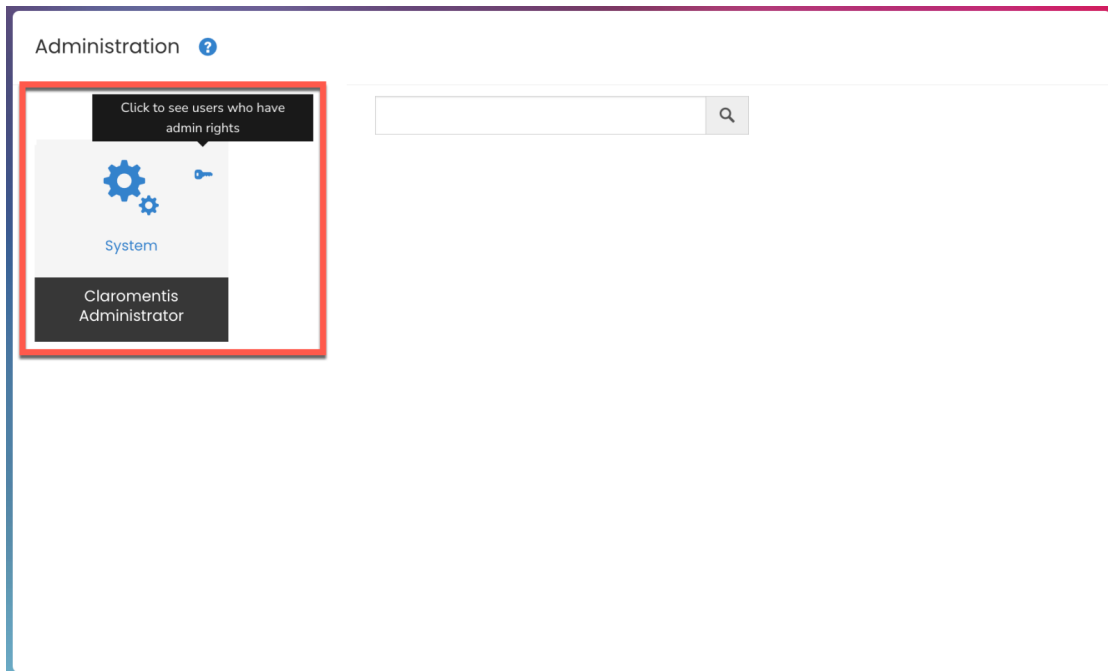 Administration
Click to see users who have
admin rights
System
Claromentis
Administrator